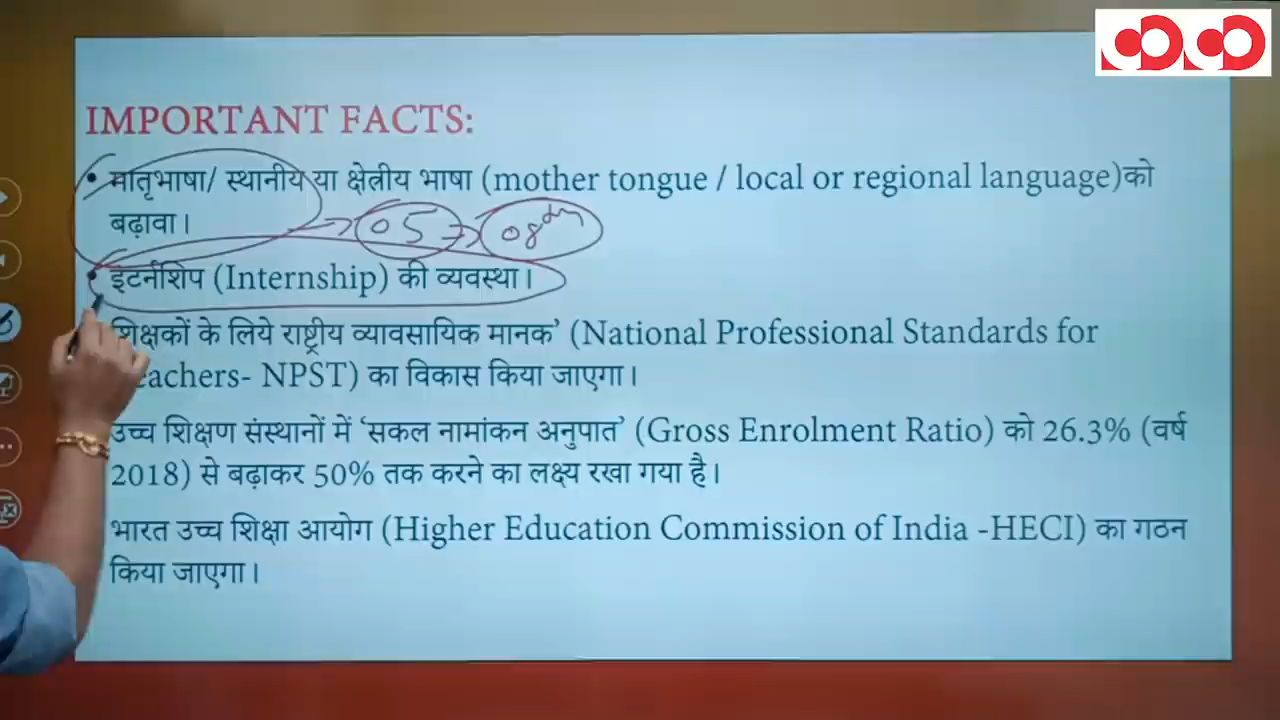 IMPORTANT FACTS:
• मातृभाषा/ स्थानीय या क्षेत्रीय भाषा (mother tongue / local or regional language)को
बढ़ावा।
05 → 08
• इंटर्नशिप (Internship) की व्यवस्था।
शिक्षकों के लिये राष्ट्रीय व्यावसायिक मानक’ (National Professional Standards for
eachers- NPST) का विकास किया जाएगा।
उच्च शिक्षण संस्थानों में ‘सकल नामांकन अनुपात’ (Gross Enrolment Ratio) को 26.3% (वर्ष
2018) से बढ़ाकर 50% तक करने का लक्ष्य रखा गया है।
भारत उच्च शिक्षा आयोग (Higher Education Commission of India -HECI) का गठन
किया जाएगा।